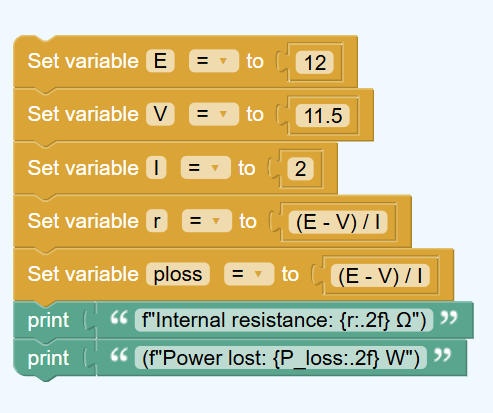 Set variable E = to 12
Set variable V = to 11.5
Set variable I = to 2
Set variable r = to (E - V) / I
Set variable ploss = to (E - V) / I
print “ f"Internal resistance: {r:.2f} Ω") ”
print “ (f"Power lost: {P_loss:.2f} W") ”